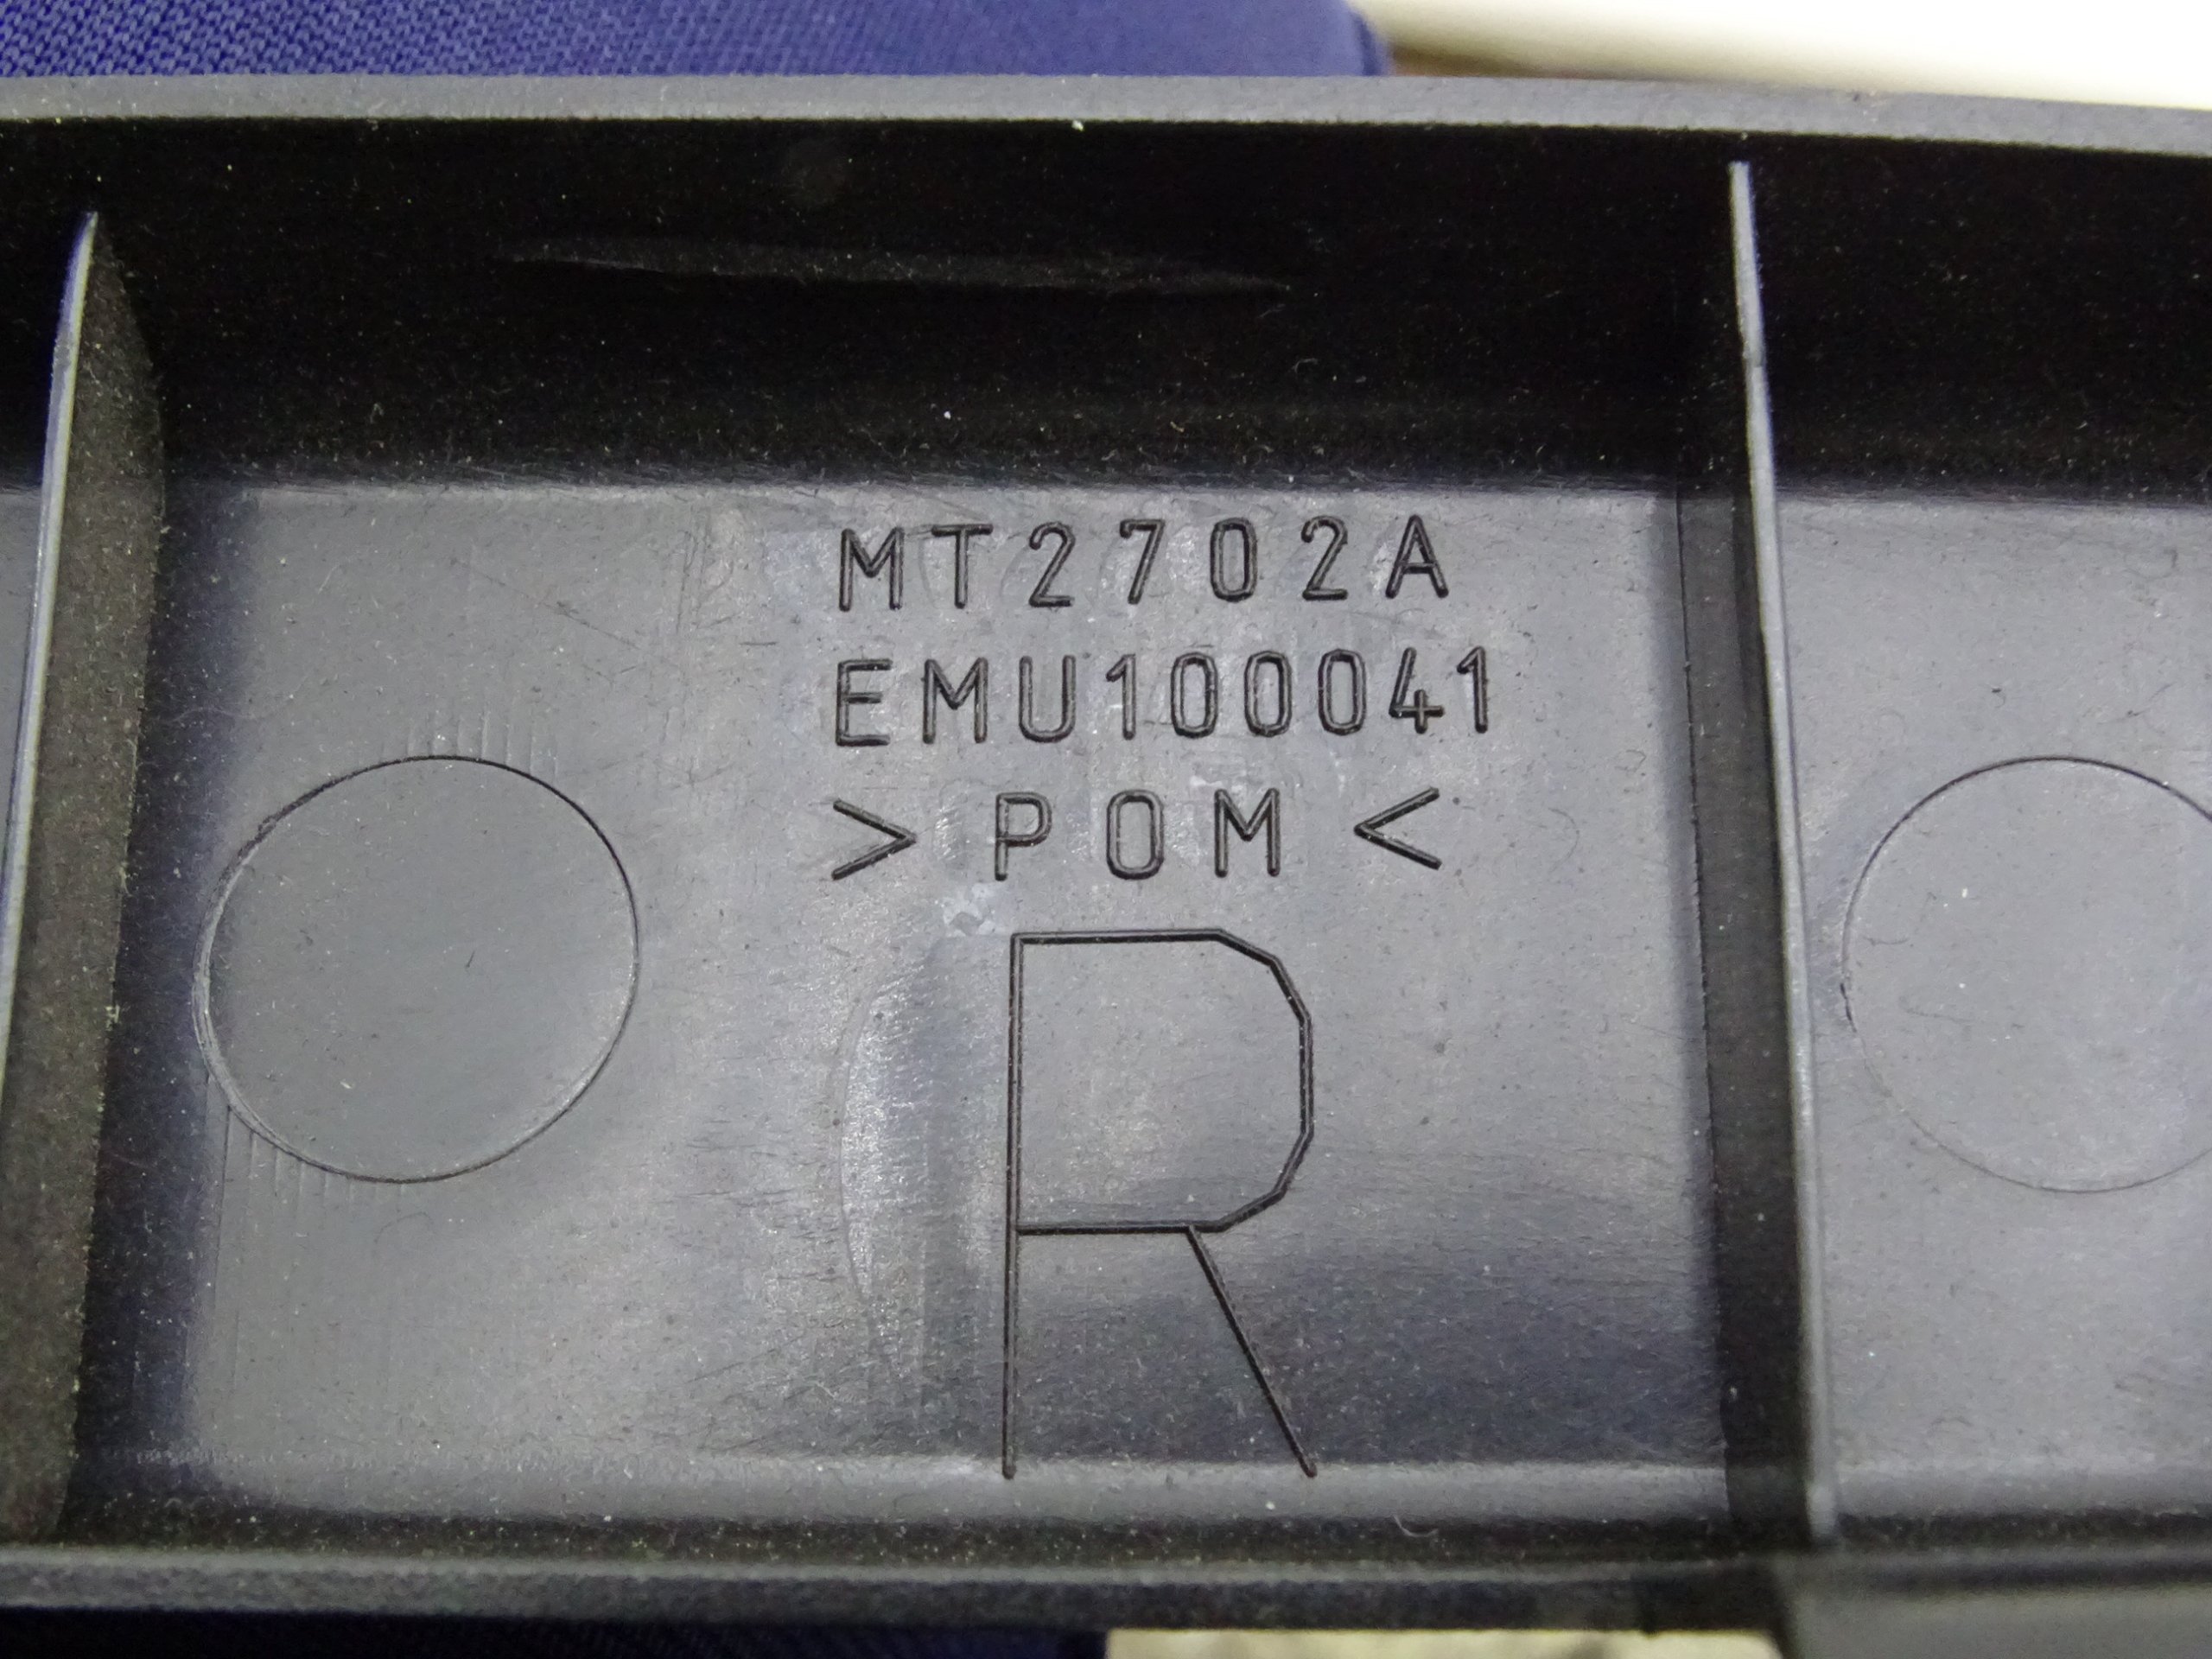 MT2702A
EMU100041
> POM <
R